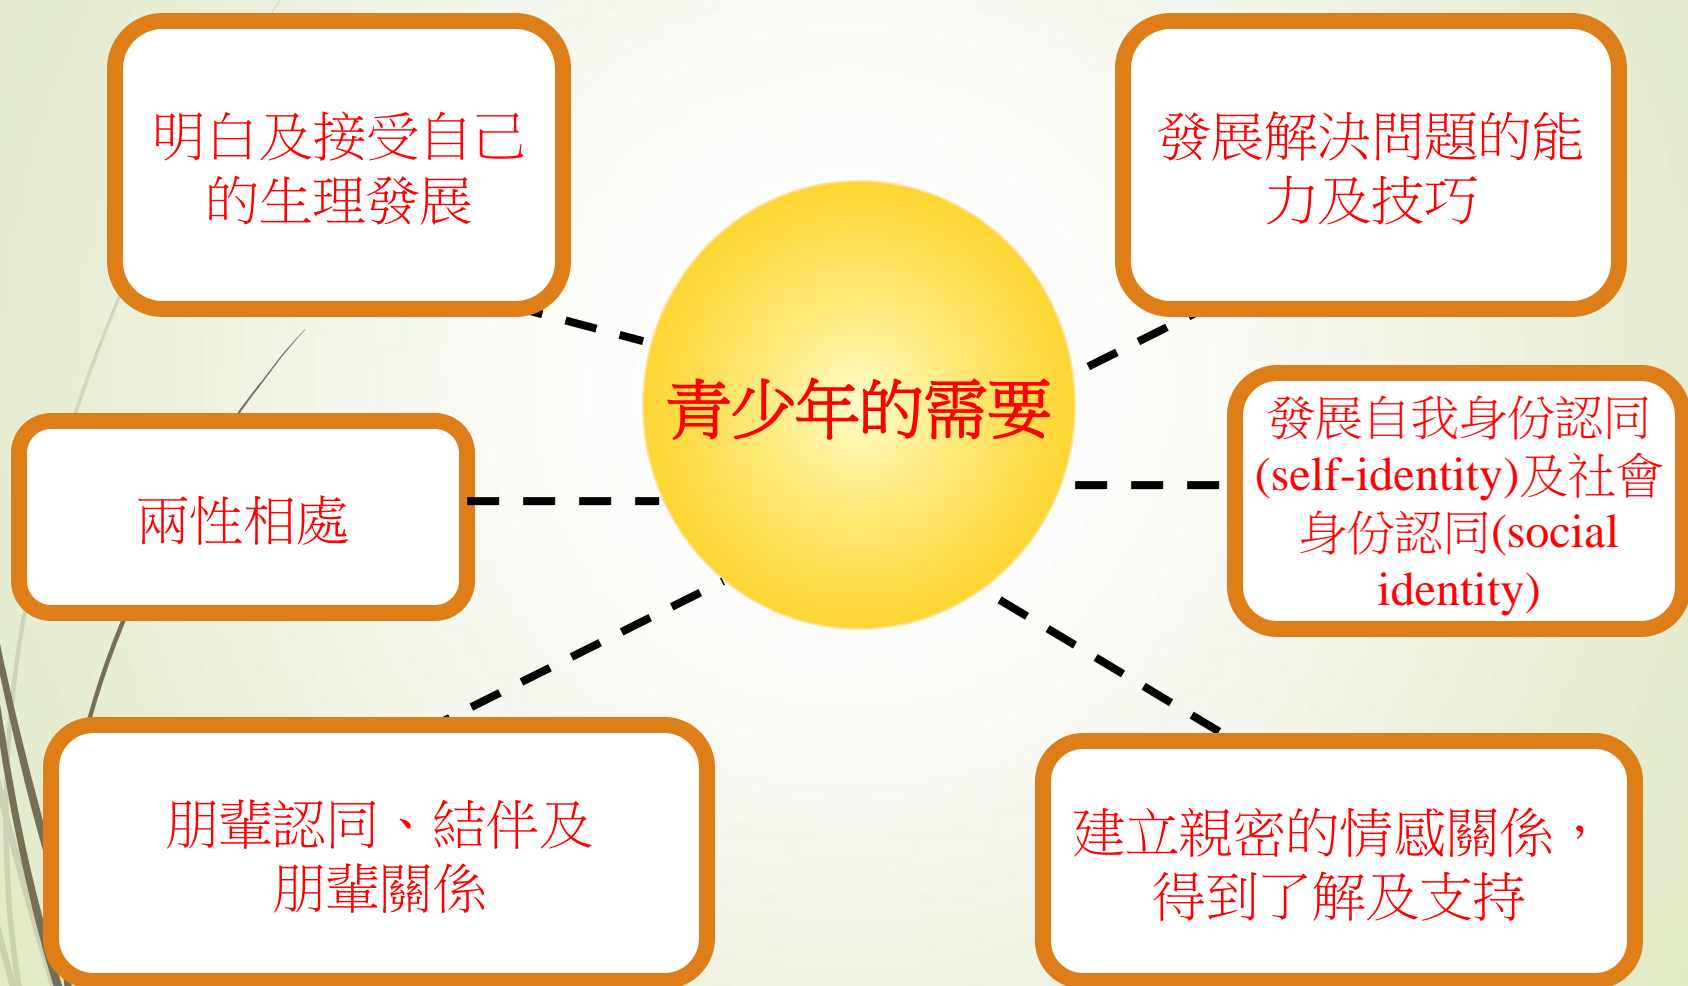 明白及接受自己
的生理發展
發展解決問題的能
力及技巧
青少年的需要
兩性相處
發展自我身份認同
(self-identity)及社會
身份認同(social
identity)
朋輩認同、結伴及
朋輩關係
建立親密的情感關係，
得到了解及支持